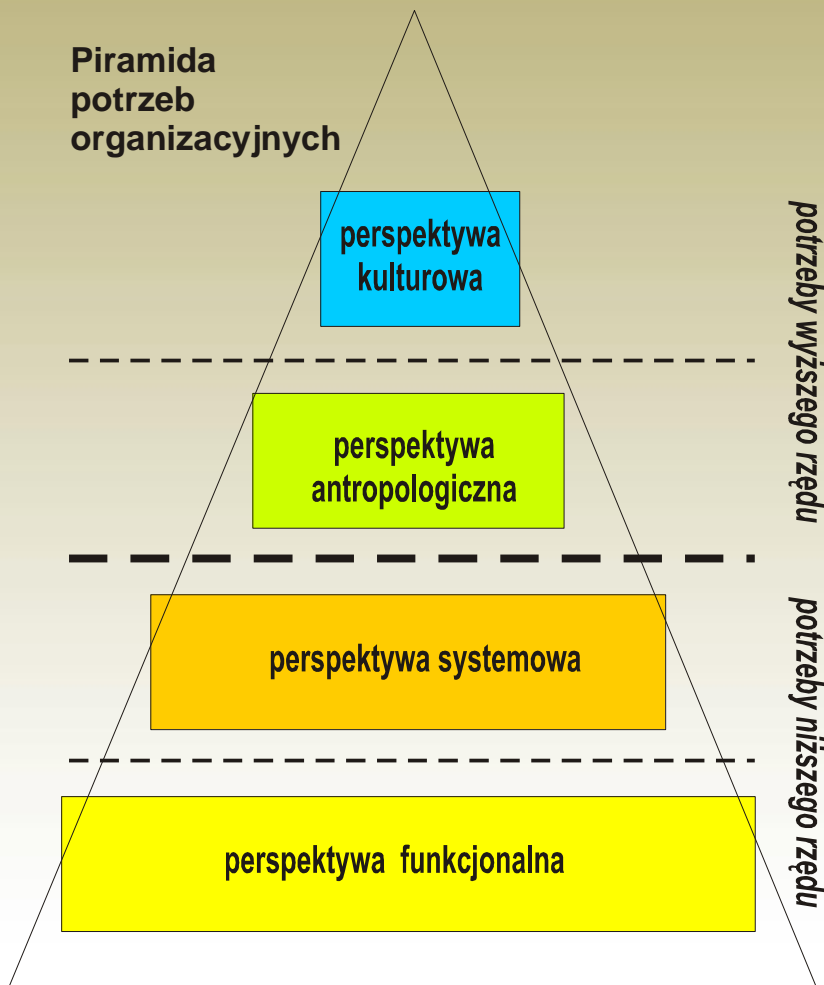 Piramida
potrzeb
organizacyjnych
perspektywa
kulturowa
potrzeby wyższego rzędu
perspektywa
antropologiczna
perspektywa systemowa
potrzeby niższego rzędu
perspektywa funkcjonalna